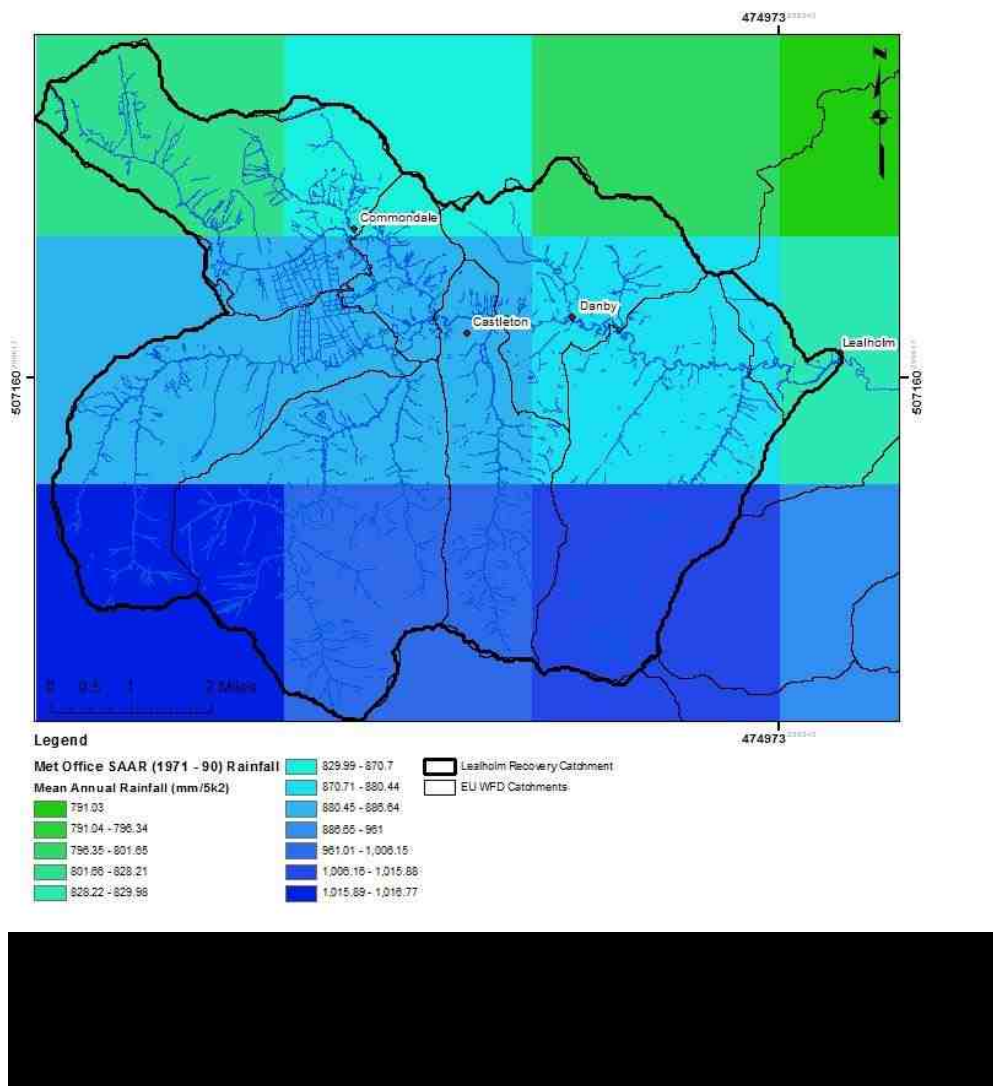 474973
Commondale
Danby
Castleton
Lealholm
507160
507160
N
0 0.5 1 2 Miles
474973
Legend
Met Office SAAR (1971 - 90) Rainfall
Mean Annual Rainfall (mm/5k2)
791.03
791.04 - 796.34
796.35 - 801.65
801.66 - 828.21
828.22 - 829.98
829.99 - 870.7
870.71 - 880.44
880.45 - 886.64
886.65 - 961
961.01 - 1,006.15
1,006.16 - 1,015.88
1,015.89 - 1,016.77
Lealholm Recovery Catchment
EU WFD Catchments